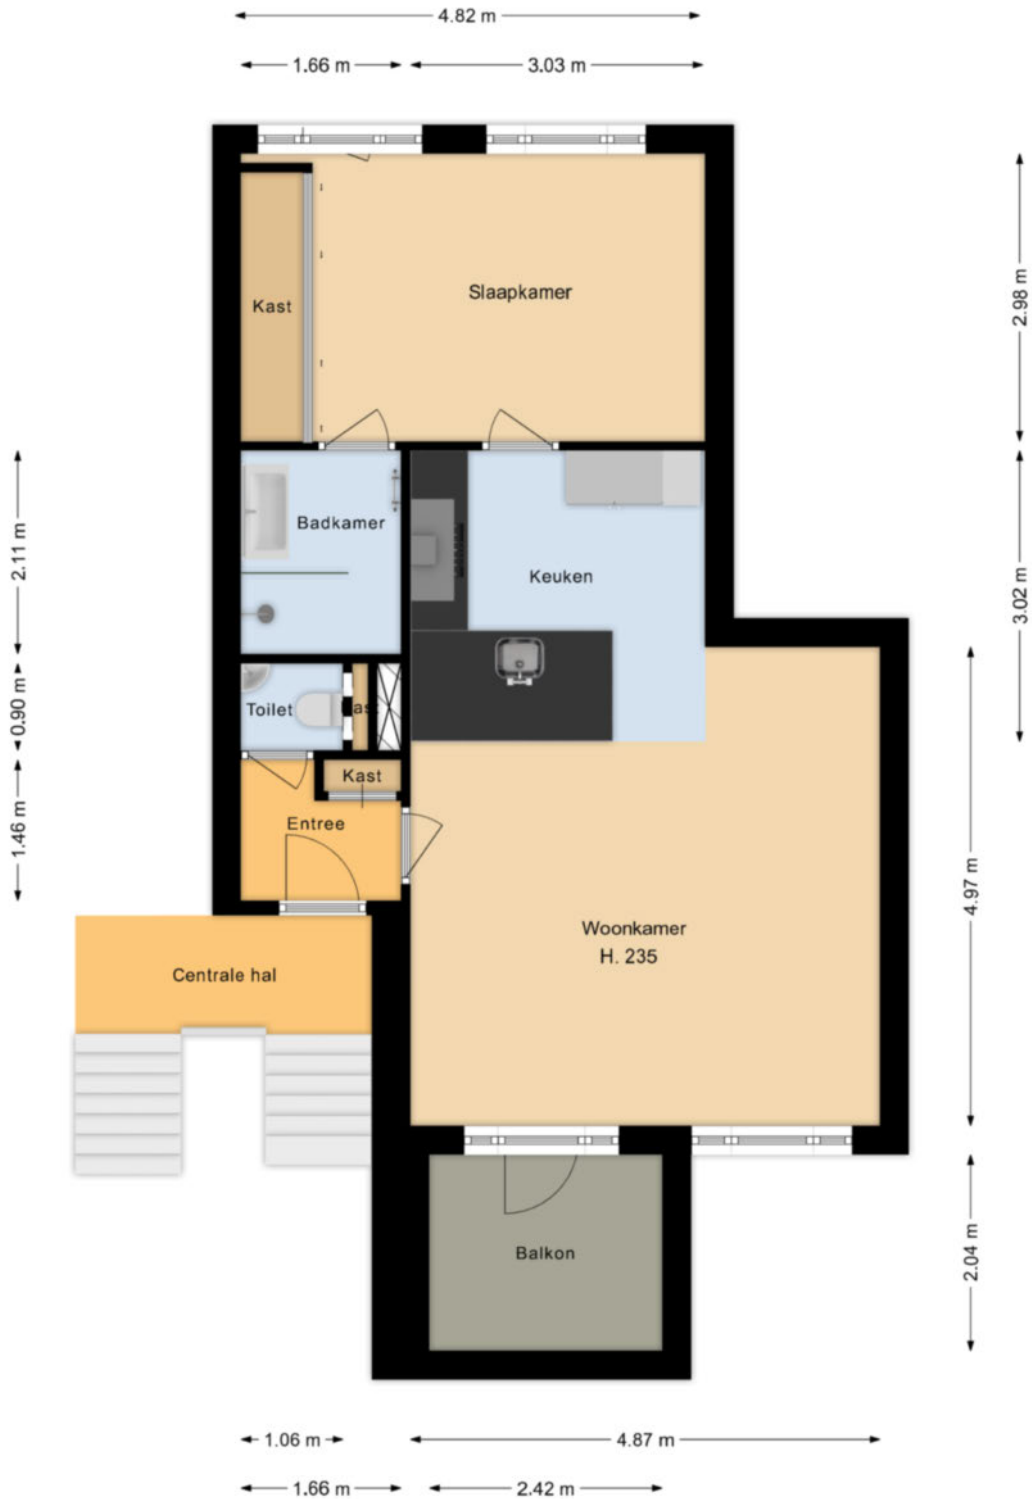 4.82 m
1.66 m
3.03 m
Slaapkamer
Kast
2.98 m
Badkamer
2.11 m
Keuken
3.02 m
Toilet
0.90 m
Kast
Entree
1.46 m
4.97 m
Woonkamer
H. 235
Centrale hal
Balkon
2.04 m
1.06 m
4.87 m
1.66 m
2.42 m